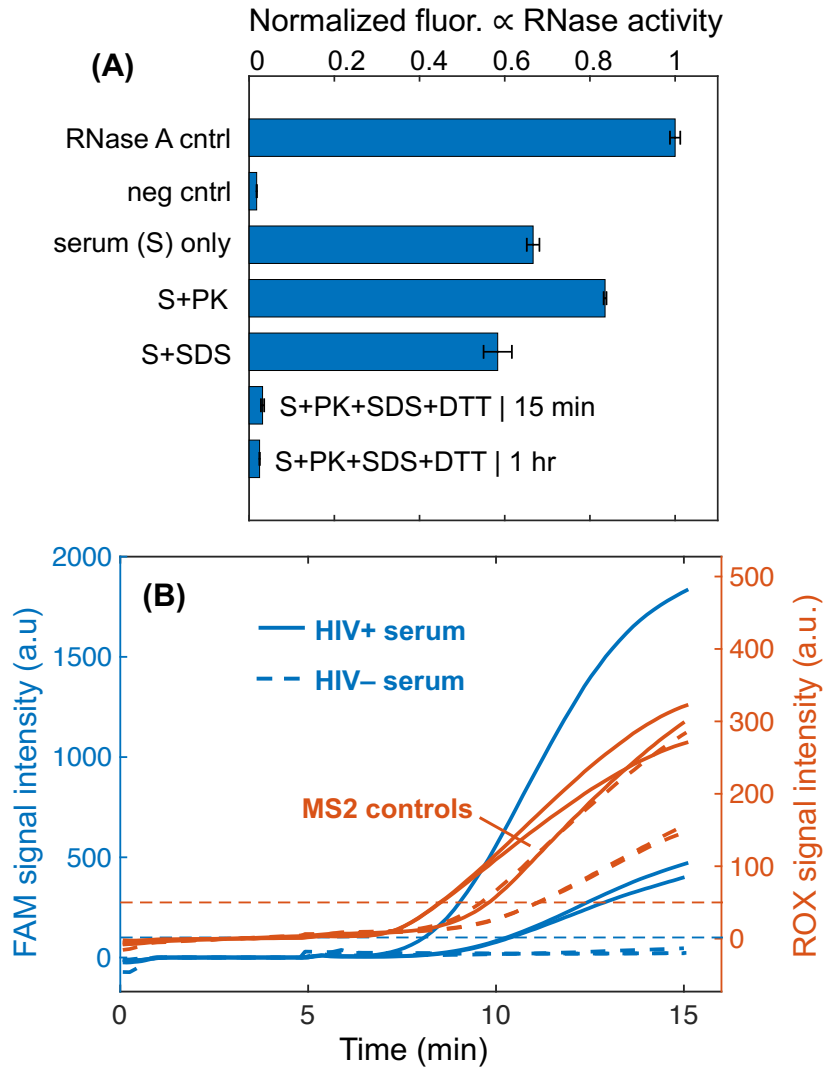 Normalized fluor. ∝ RNase activity
0 0.2 0.4 0.6 0.8 1
(A)
RNase A cntrl
neg cntrl
serum (S) only
S+PK
S+SDS
S+PK+SDS+DTT | 15 min
S+PK+SDS+DTT | 1 hr
(B)
HIV+ serum
HIV– serum
MS2 controls
FAM signal intensity (a.u)
2000
1500
1000
500
0
ROX signal intensity (a.u.)
500
400
300
200
100
0
0 5 10 15
Time (min)